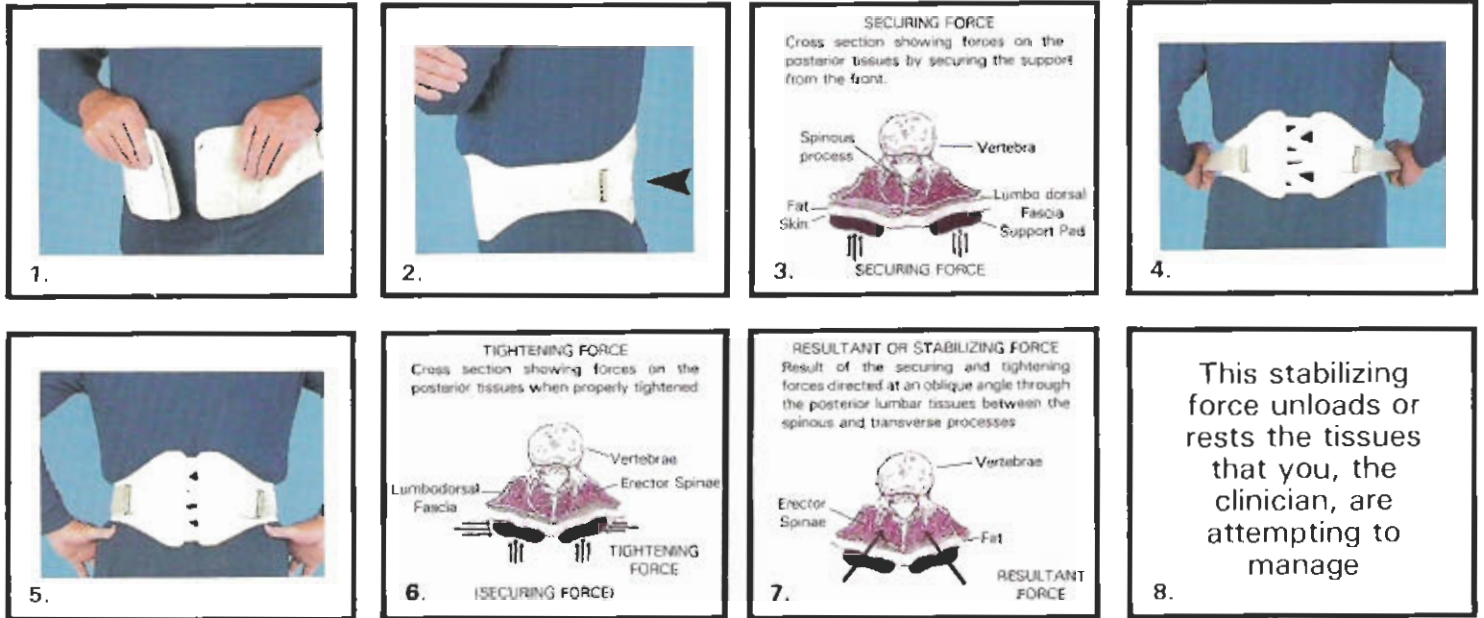 1.
2.
SECURING FORCE
Cross section showing forces on the
posterior tissues by securing the support
from the front.
Spinous
process
Vertebra
Fat
Skin
Lumbo dorsal
Fascia
Support Pad
SECURING FORCE
3.
4.
5.
TIGHTENING FORCE
Cross section showing forces on the
posterior tissues when properly tightened
Vertebrae
Lumbodorsal
Fascia
Erector Spinae
TIGHTENING
FORCE
(SECURING FORCE)
6.
RESULTANT OR STABILIZING FORCE
Result of the securing and tightening
forces directed at an oblique angle through
the posterior lumbar tissues between the
spinous and transverse processes
Vertebrae
Erector
Spinae
Fat
RESULTANT
FORCE
7.
This stabilizing
force unloads or
rests the tissues
that you, the
clinician, are
attempting to
manage
8.